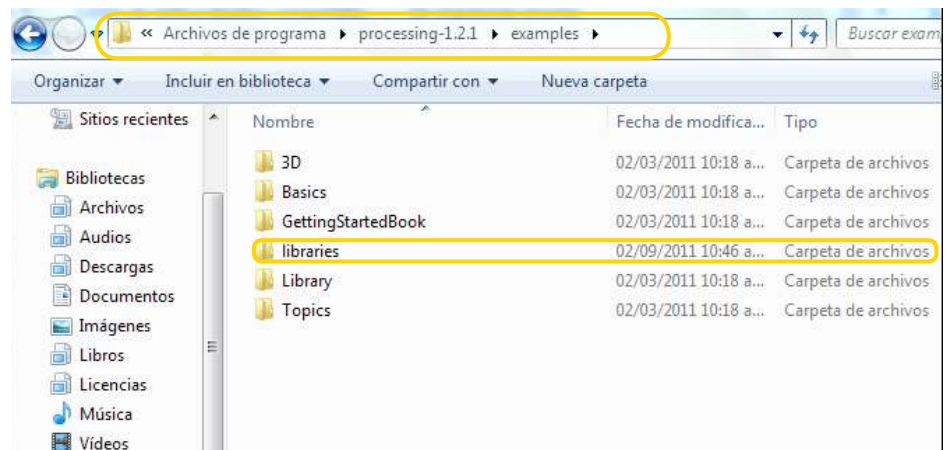 « Archivos de programa ▸ processing-1.2.1 ▸ examples ▸ Buscar exam
Organizar ▾ Incluir en biblioteca ▾ Compartir con ▾ Nueva carpeta
Sitios recientes
Bibliotecas
Archivos
Audios
Descargas
Documentos
Imágenes
Libros
Licencias
Música
Vídeos
Nombre Fecha de modifica... Tipo
3D 02/03/2011 10:18 a... Carpeta de archivos
Basics 02/03/2011 10:18 a... Carpeta de archivos
GettingStartedBook 02/03/2011 10:18 a... Carpeta de archivos
libraries 02/09/2011 10:46 a... Carpeta de archivos
Library 02/03/2011 10:18 a... Carpeta de archivos
Topics 02/03/2011 10:18 a... Carpeta de archivos